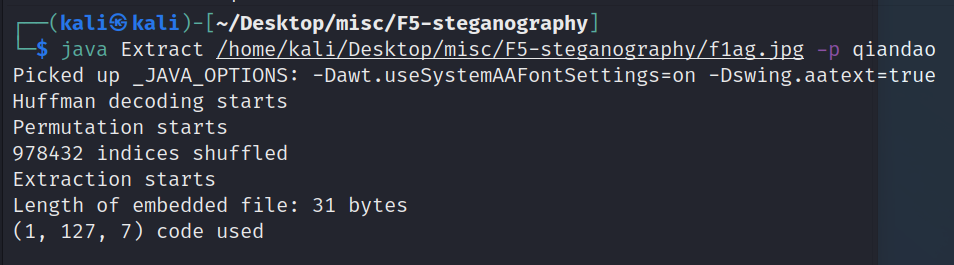 ┌──(kali㉿kali)-[~/Desktop/misc/F5-steganography]
└─$ java Extract /home/kali/Desktop/misc/F5-steganography/f1ag.jpg -p qiandao
Picked up _JAVA_OPTIONS: -Dawt.useSystemAAFontSettings=on -Dswing.aatext=true
Huffman decoding starts
Permutation starts
978432 indices shuffled
Extraction starts
Length of embedded file: 31 bytes
(1, 127, 7) code used